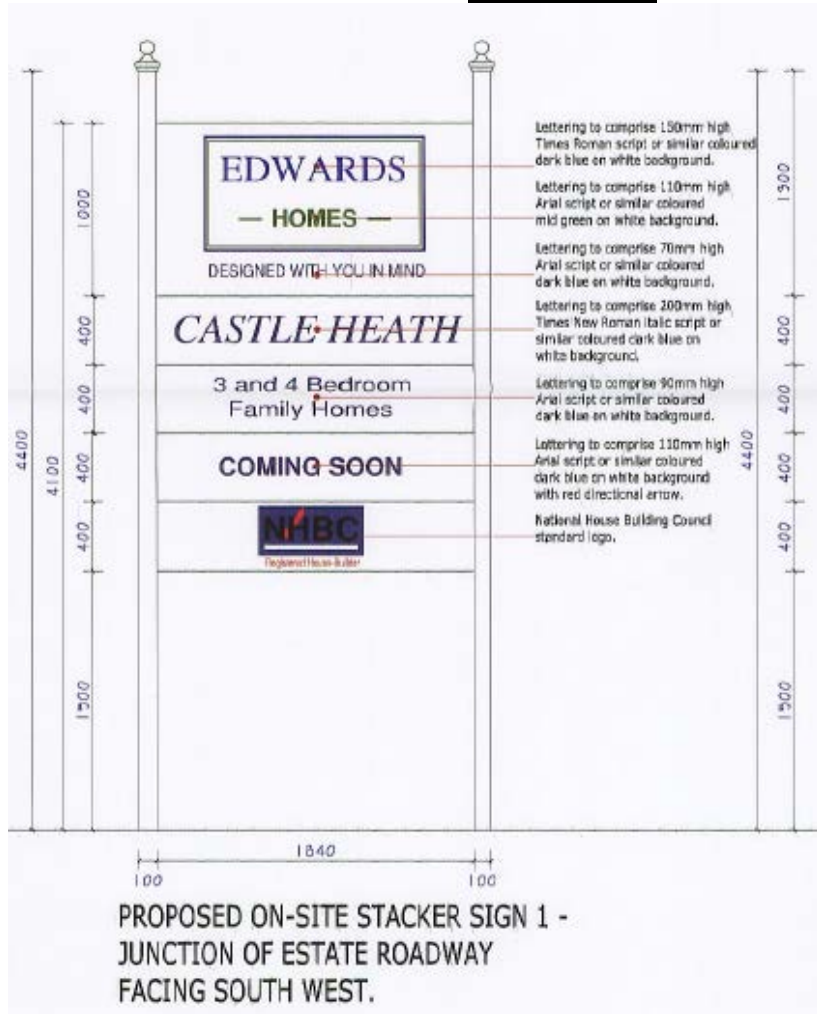 EDWARDS
— HOMES —
DESIGNED WITH YOU IN MIND
CASTLE HEATH
3 and 4 Bedroom
Family Homes
COMING SOON
NHBC
Registered House-Builder
Lettering to comprise 150mm high
Times Roman script or similar coloured
dark blue on white background.
Lettering to comprise 110mm high
Arial script or similar coloured
mid green on white background.
Lettering to comprise 70mm high
Arial script or similar coloured
dark blue on white background.
Lettering to comprise 200mm high
Times New Roman Italic script or
similar coloured dark blue on
white background.
Lettering to comprise 90mm high
Arial script or similar coloured
dark blue on white background.
Lettering to comprise 110mm high
Arial script or similar coloured
dark blue on white background
with red directional arrow.
National House Building Council
standard logo.
4400
4100
1000
400
400
400
400
1500
4400
400
400
400
400
1500
1840
100
100
PROPOSED ON-SITE STACKER SIGN 1 -
JUNCTION OF ESTATE ROADWAY
FACING SOUTH WEST.